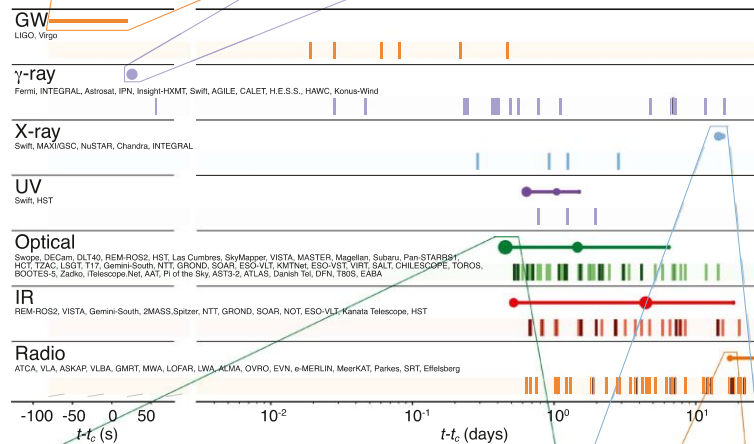 GW
LIGO, Virgo
γ-ray
Fermi, INTEGRAL, Astrosat, IPN, Insight-HXMT, Swift, AGILE, CALET, H.E.S.S., HAWC, Konus-Wind
X-ray
Swift, MAXI/GSC, NuSTAR, Chandra, INTEGRAL
UV
Swift, HST
Optical
Swope, DECam, DLT40, REM-ROS2, HST, Las Cumbres, SkyMapper, VISTA, MASTER, Magellan, Subaru, Pan-STARRS1,
HCT, TZAC, LSGT, T17, Gemini-South, NTT, GROND, SOAR, ESO-VLT, KMTNet, ESO-VST, VIRT, SALT, CHILESCOPE, TOROS,
BOOTES-5, Zadko, iTelescope.Net, AAT, Pi of the Sky, AST3-2, ATLAS, Danish Tel, DFN, T80S, EABA
IR
REM-ROS2, VISTA, Gemini-South, 2MASS,Spitzer, NTT, GROND, SOAR, NOT, ESO-VLT, Kanata Telescope, HST
Radio
ATCA, VLA, ASKAP, VLBA, GMRT, MWA, LOFAR, LWA, ALMA, OVRO, EVN, e-MERLIN, MeerKAT, Parkes, SRT, Effelsberg
-100 -50 0 50 10⁻² 10⁻¹ 10⁰ 10¹
t-t_c (s) t-t_c (days)